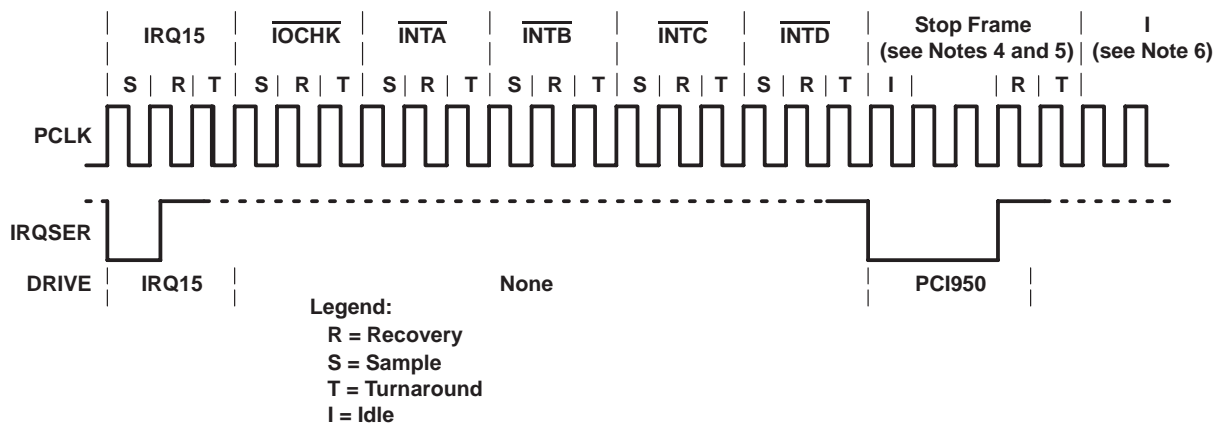 IRQ15 IOCHK INTA INTB INTC INTD Stop Frame I
(see Notes 4 and 5) (see Note 6)
S R T S R T S R T S R T S R T S R T I R T
PCLK
IRQSER
DRIVE IRQ15 None PCI950
Legend:
R = Recovery
S = Sample
T = Turnaround
I = Idle